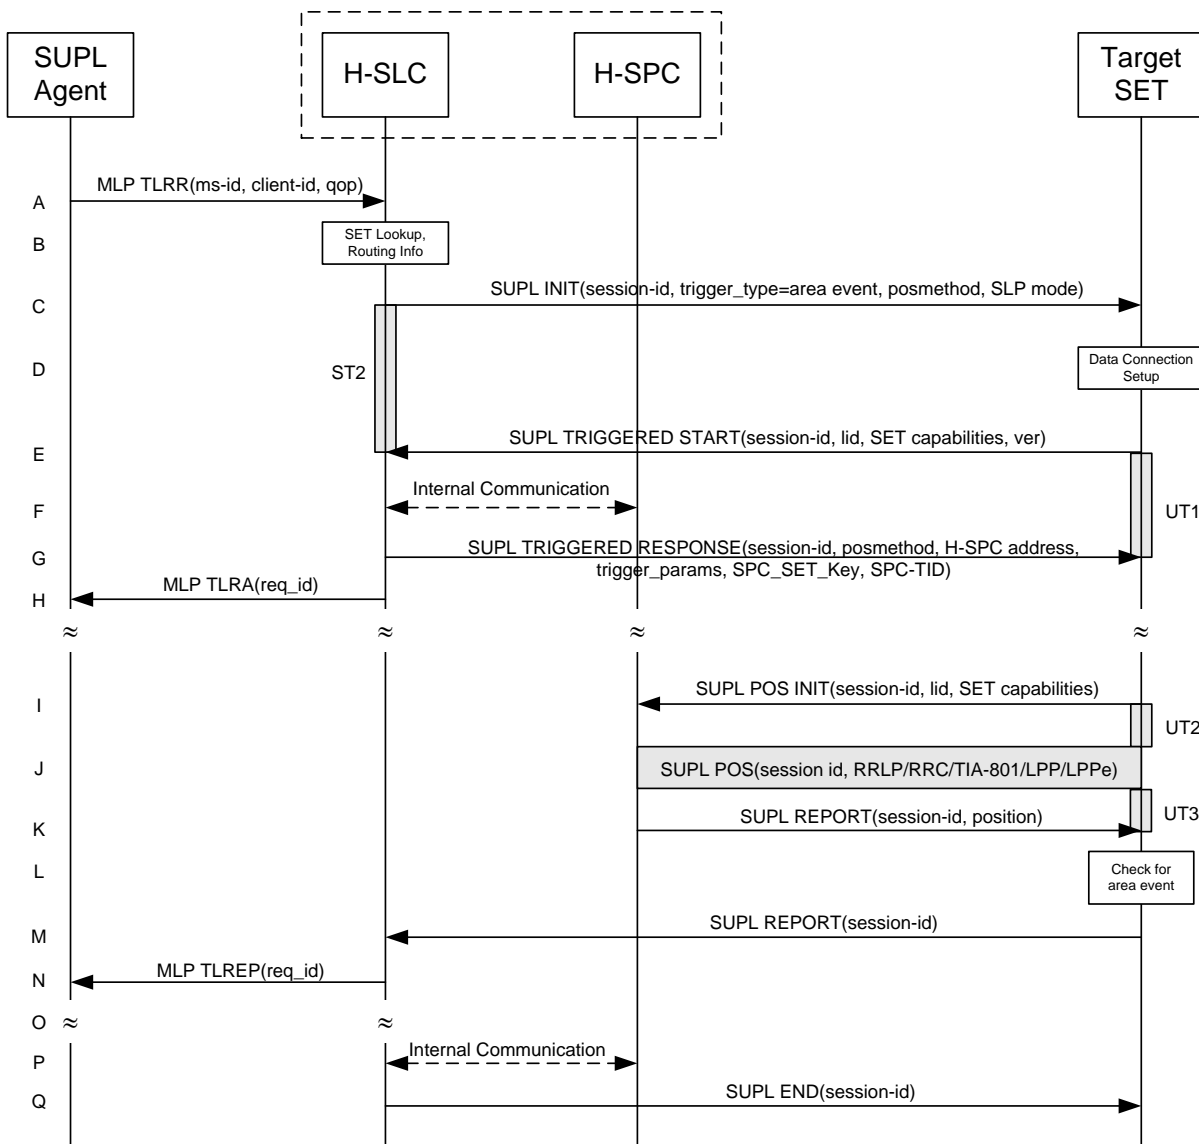 SUPL
Agent
H-SLC
H-SPC
Target
SET
A
MLP TLRR(ms-id, client-id, qop)
B
SET Lookup,
Routing Info
C
SUPL INIT(session-id, trigger_type=area event, posmethod, SLP mode)
D
ST2
Data Connection
Setup
E
SUPL TRIGGERED START(session-id, lid, SET capabilities, ver)
F
Internal Communication
UT1
G
SUPL TRIGGERED RESPONSE(session-id, posmethod, H-SPC address,
trigger_params, SPC_SET_Key, SPC-TID)
H
MLP TLRA(req_id)
≈ ≈ ≈ ≈
I
SUPL POS INIT(session-id, lid, SET capabilities)
UT2
J
SUPL POS(session id, RRLP/RRC/TIA-801/LPP/LPPe)
K
SUPL REPORT(session-id, position)
UT3
L
Check for
area event
M
SUPL REPORT(session-id)
N
MLP TLREP(req_id)
O ≈ ≈
P
Internal Communication
Q
SUPL END(session-id)